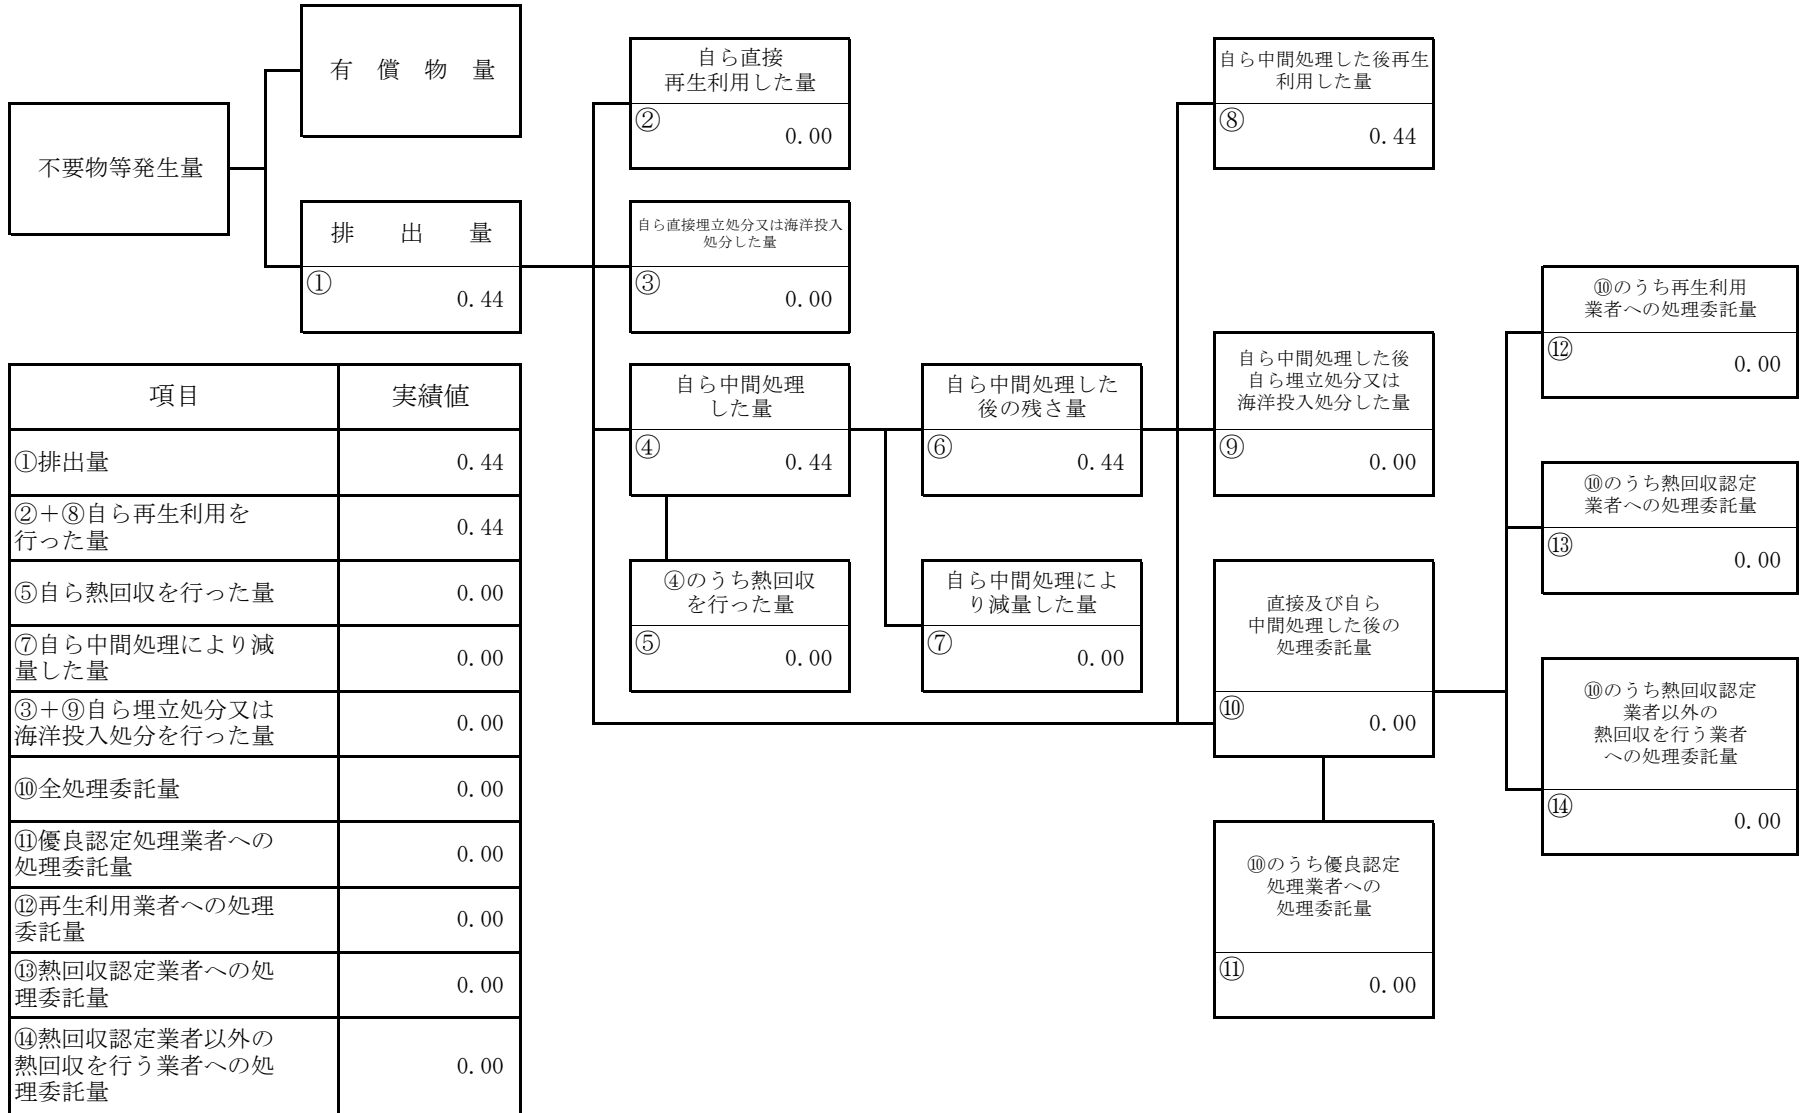 有　償　物　量
不要物等発生量
排　出　量
①
0.44
自ら直接
再生利用した量
②
0.00
自ら直接埋立処分又は海洋投入
処分した量
③
0.00
自ら中間処理
した量
④
0.44
④のうち熱回収
を行った量
⑤
0.00
自ら中間処理した
後の残さ量
⑥
0.44
自ら中間処理によ
り減量した量
⑦
0.00
自ら中間処理した後再生
利用した量
⑧
0.44
自ら中間処理した後
自ら埋立処分又は
海洋投入処分した量
⑨
0.00
直接及び自ら
中間処理した後の
処理委託量
⑩
0.00
⑩のうち優良認定
処理業者への
処理委託量
⑪
0.00
⑩のうち再生利用
業者への処理委託量
⑫
0.00
⑩のうち熱回収認定
業者への処理委託量
⑬
0.00
⑩のうち熱回収認定
業者以外の
熱回収を行う業者
への処理委託量
⑭
0.00
項目　実績値
①排出量　0.44
②＋⑧自ら再生利用を
行った量　0.44
⑤自ら熱回収を行った量　0.00
⑦自ら中間処理により減
量した量　0.00
③＋⑨自ら埋立処分又は
海洋投入処分を行った量　0.00
⑩全処理委託量　0.00
⑪優良認定処理業者への
処理委託量　0.00
⑫再生利用業者への処理
委託量　0.00
⑬熱回収認定業者への処
理委託量　0.00
⑭熱回収認定業者以外の
熱回収を行う業者への処
理委託量　0.00